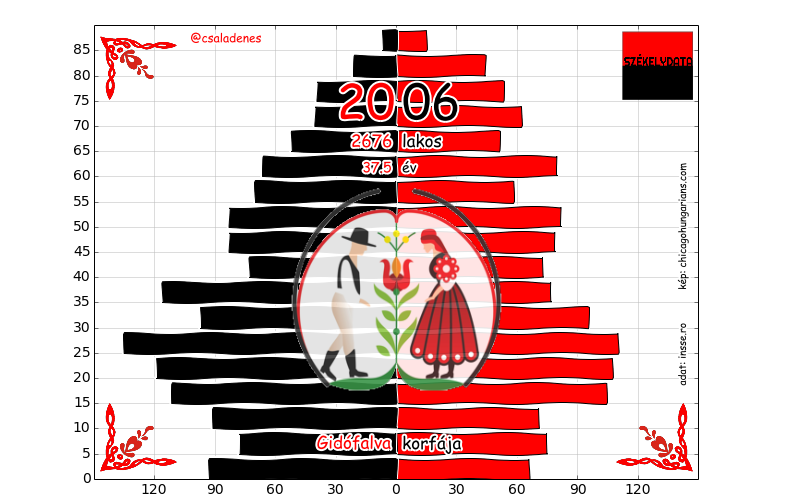 @csaladenes
SZÉKELYDATA
2006
2676 lakos
37.5 év
kép: chicagohungarians.com
adat: insse.ro
Gidófalva korfája
85
80
75
70
65
60
55
50
45
40
35
30
25
20
15
10
5
0
120 90 60 30 0 30 60 90 120